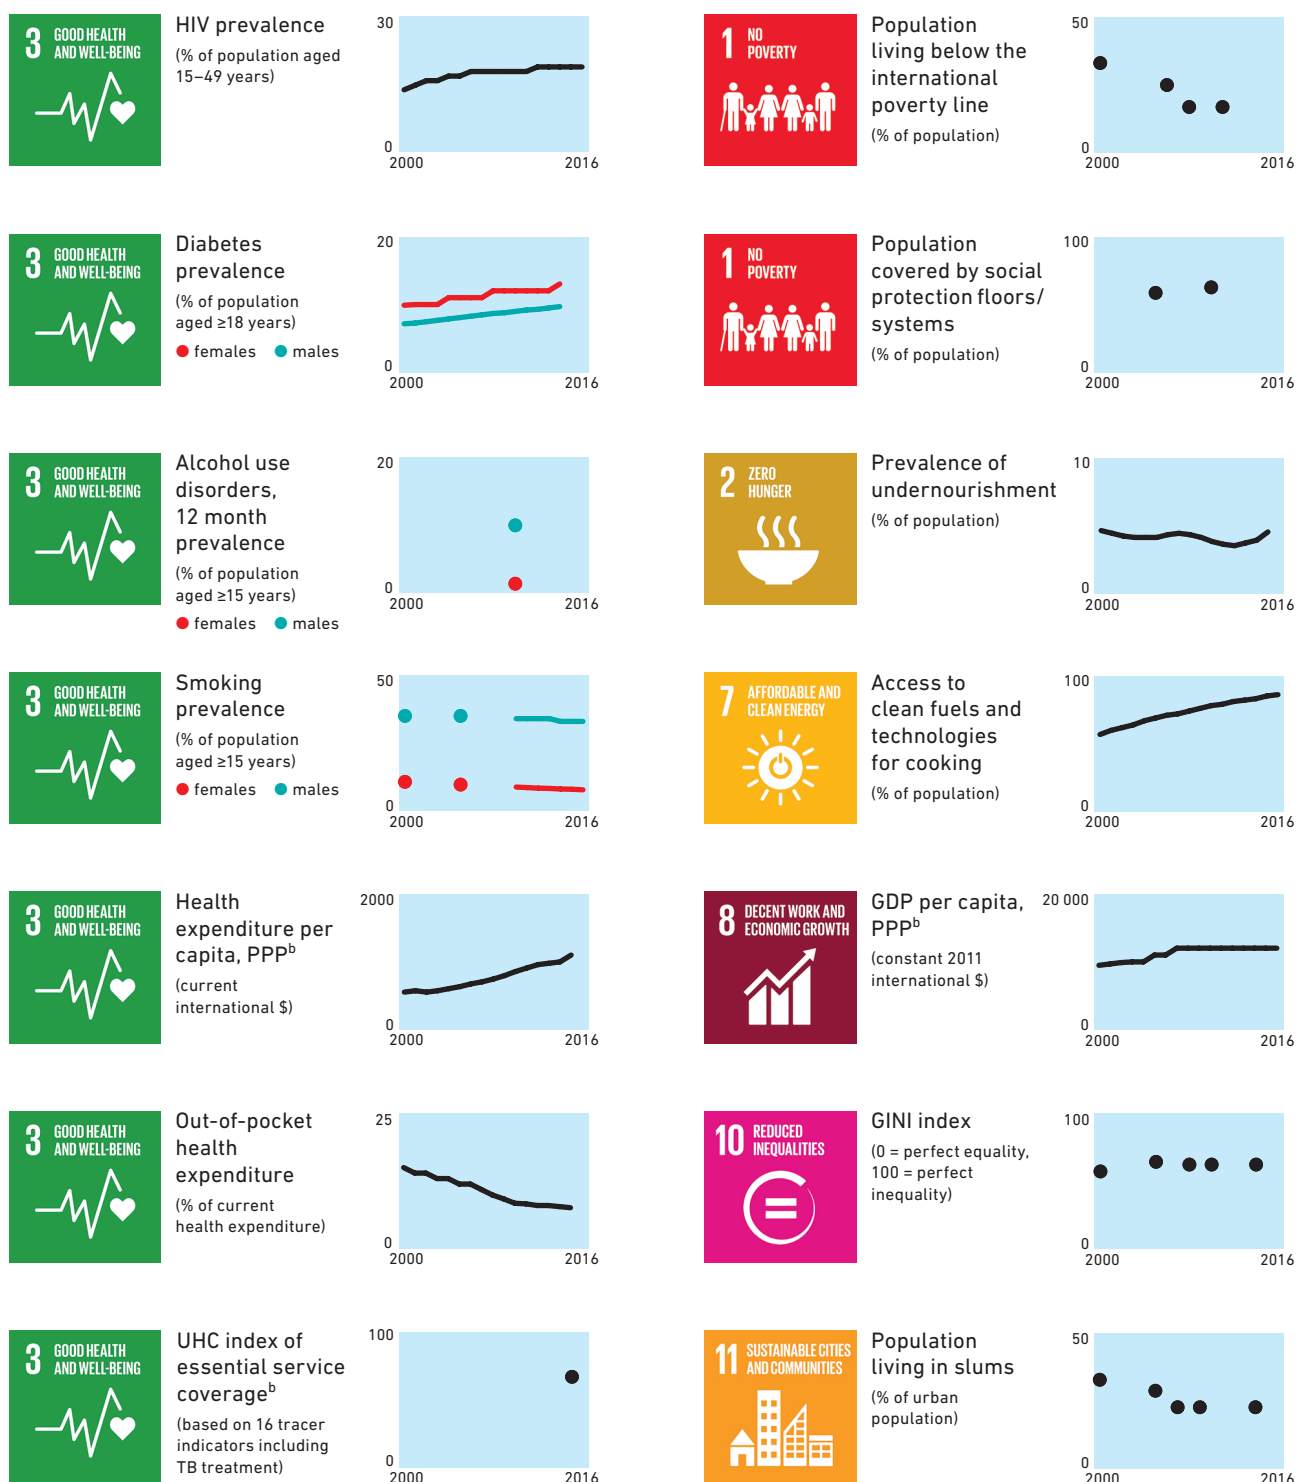 3 GOOD HEALTH
AND WELL-BEING
HIV prevalence
(% of population aged
15–49 years)
30
0
2000 2016
3 GOOD HEALTH
AND WELL-BEING
Diabetes
prevalence
(% of population
aged ≥18 years)
females males
20
0
2000 2016
3 GOOD HEALTH
AND WELL-BEING
Alcohol use
disorders,
12 month
prevalence
(% of population
aged ≥15 years)
females males
20
0
2000 2016
3 GOOD HEALTH
AND WELL-BEING
Smoking
prevalence
(% of population
aged ≥15 years)
females males
50
0
2000 2016
3 GOOD HEALTH
AND WELL-BEING
Health
expenditure per
capita, PPPb
(current
international $)
2000
0
2000 2016
3 GOOD HEALTH
AND WELL-BEING
Out-of-pocket
health
expenditure
(% of current
health expenditure)
25
0
2000 2016
3 GOOD HEALTH
AND WELL-BEING
UHC index of
essential service
coverageb
(based on 16 tracer
indicators including
TB treatment)
100
0
2000 2016
1 NO
POVERTY
Population
living below the
international
poverty line
(% of population)
50
0
2000 2016
1 NO
POVERTY
Population
covered by social
protection floors/
systems
(% of population)
100
0
2000 2016
2 ZERO
HUNGER
Prevalence of
undernourishment
(% of population)
10
0
2000 2016
7 AFFORDABLE AND
CLEAN ENERGY
Access to
clean fuels and
technologies
for cooking
(% of population)
100
0
2000 2016
8 DECENT WORK AND
ECONOMIC GROWTH
GDP per capita,
PPPb
(constant 2011
international $)
20 000
0
2000 2016
10 REDUCED
INEQUALITIES
GINI index
(0 = perfect equality,
100 = perfect
inequality)
100
0
2000 2016
11 SUSTAINABLE CITIES
AND COMMUNITIES
Population
living in slums
(% of urban
population)
50
0
2000 2016